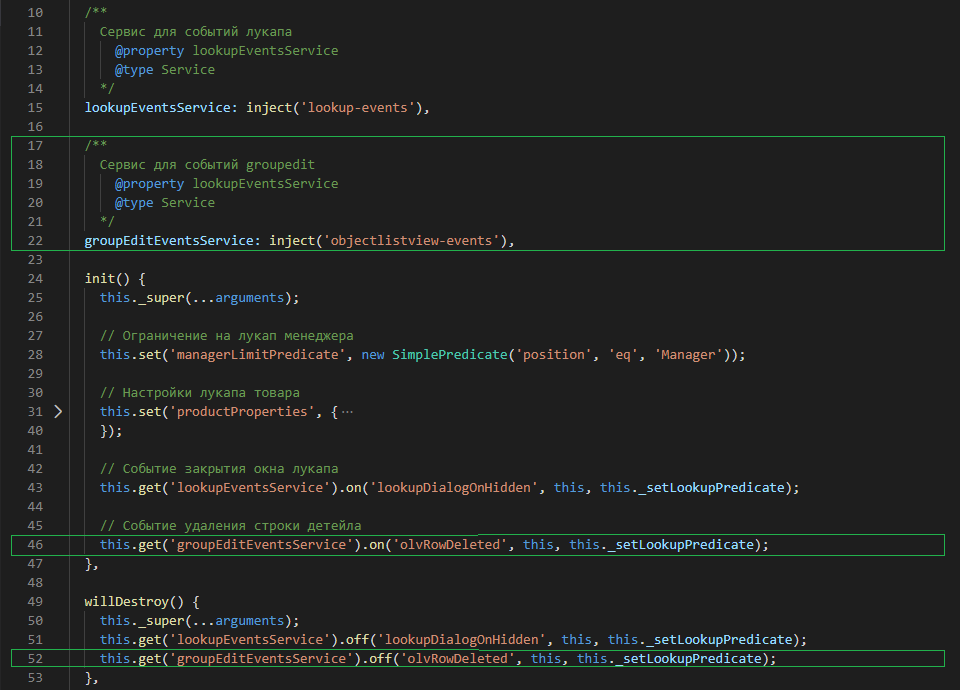 10 /**
11 Сервис для событий лукапа
12 @property lookupEventsService
13 @type Service
14 */
15 lookupEventsService: inject('lookup-events'),
16
17 /**
18 Сервис для событий groupedit
19 @property lookupEventsService
20 @type Service
21 */
22 groupEditEventsService: inject('objectlistview-events'),
23
24 init() {
25 this._super(...arguments);
26
27 // Ограничение на лукап менеджера
28 this.set('managerLimitPredicate', new SimplePredicate('position', 'eq', 'Manager'));
29
30 // Настройки лукапа товара
31 this.set('productProperties', {…
40 });
41
42 // Событие закрытия окна лукапа
43 this.get('lookupEventsService').on('lookupDialogOnHidden', this, this._setLookupPredicate);
44
45 // Событие удаления строки детейла
46 this.get('groupEditEventsService').on('olvRowDeleted', this, this._setLookupPredicate);
47 },
48
49 willDestroy() {
50 this._super(...arguments);
51 this.get('lookupEventsService').off('lookupDialogOnHidden', this, this._setLookupPredicate);
52 this.get('groupEditEventsService').off('olvRowDeleted', this, this._setLookupPredicate);
53 },